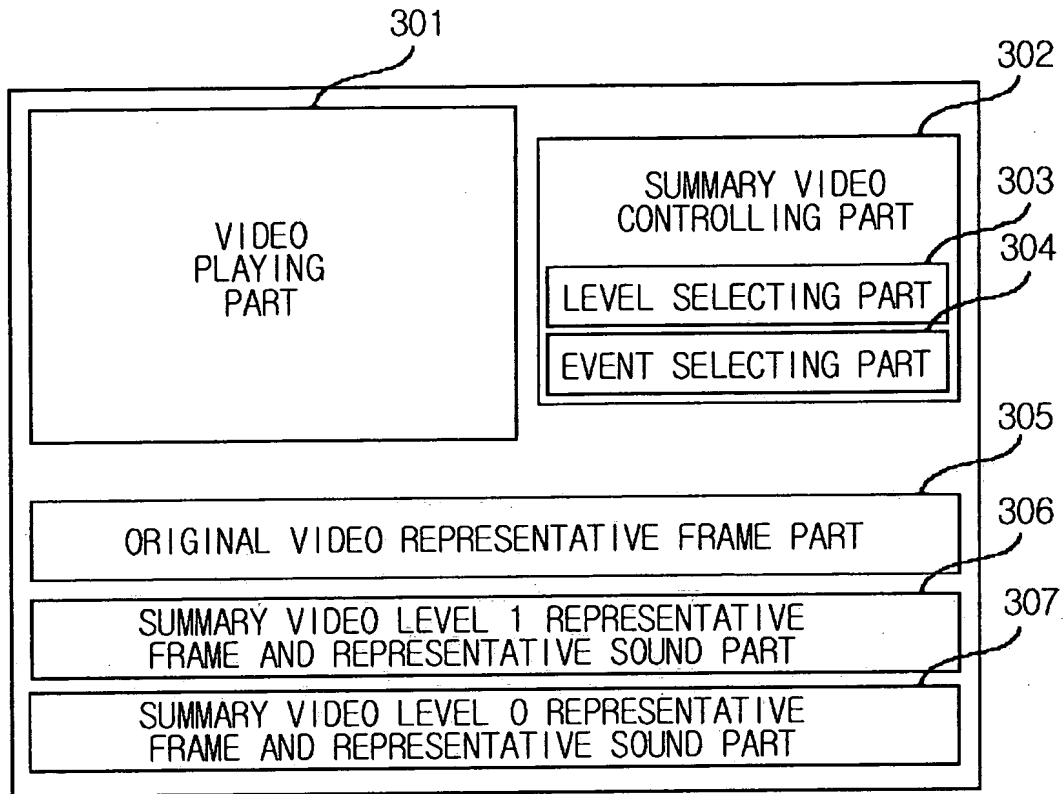 301
302
VIDEO
PLAYING
PART
SUMMARY VIDEO
CONTROLLING PART
303
304
LEVEL SELECTING PART
EVENT SELECTING PART
305
ORIGINAL VIDEO REPRESENTATIVE FRAME PART
306
SUMMARY VIDEO LEVEL 1 REPRESENTATIVE
FRAME AND REPRESENTATIVE SOUND PART
307
SUMMARY VIDEO LEVEL 0 REPRESENTATIVE
FRAME AND REPRESENTATIVE SOUND PART